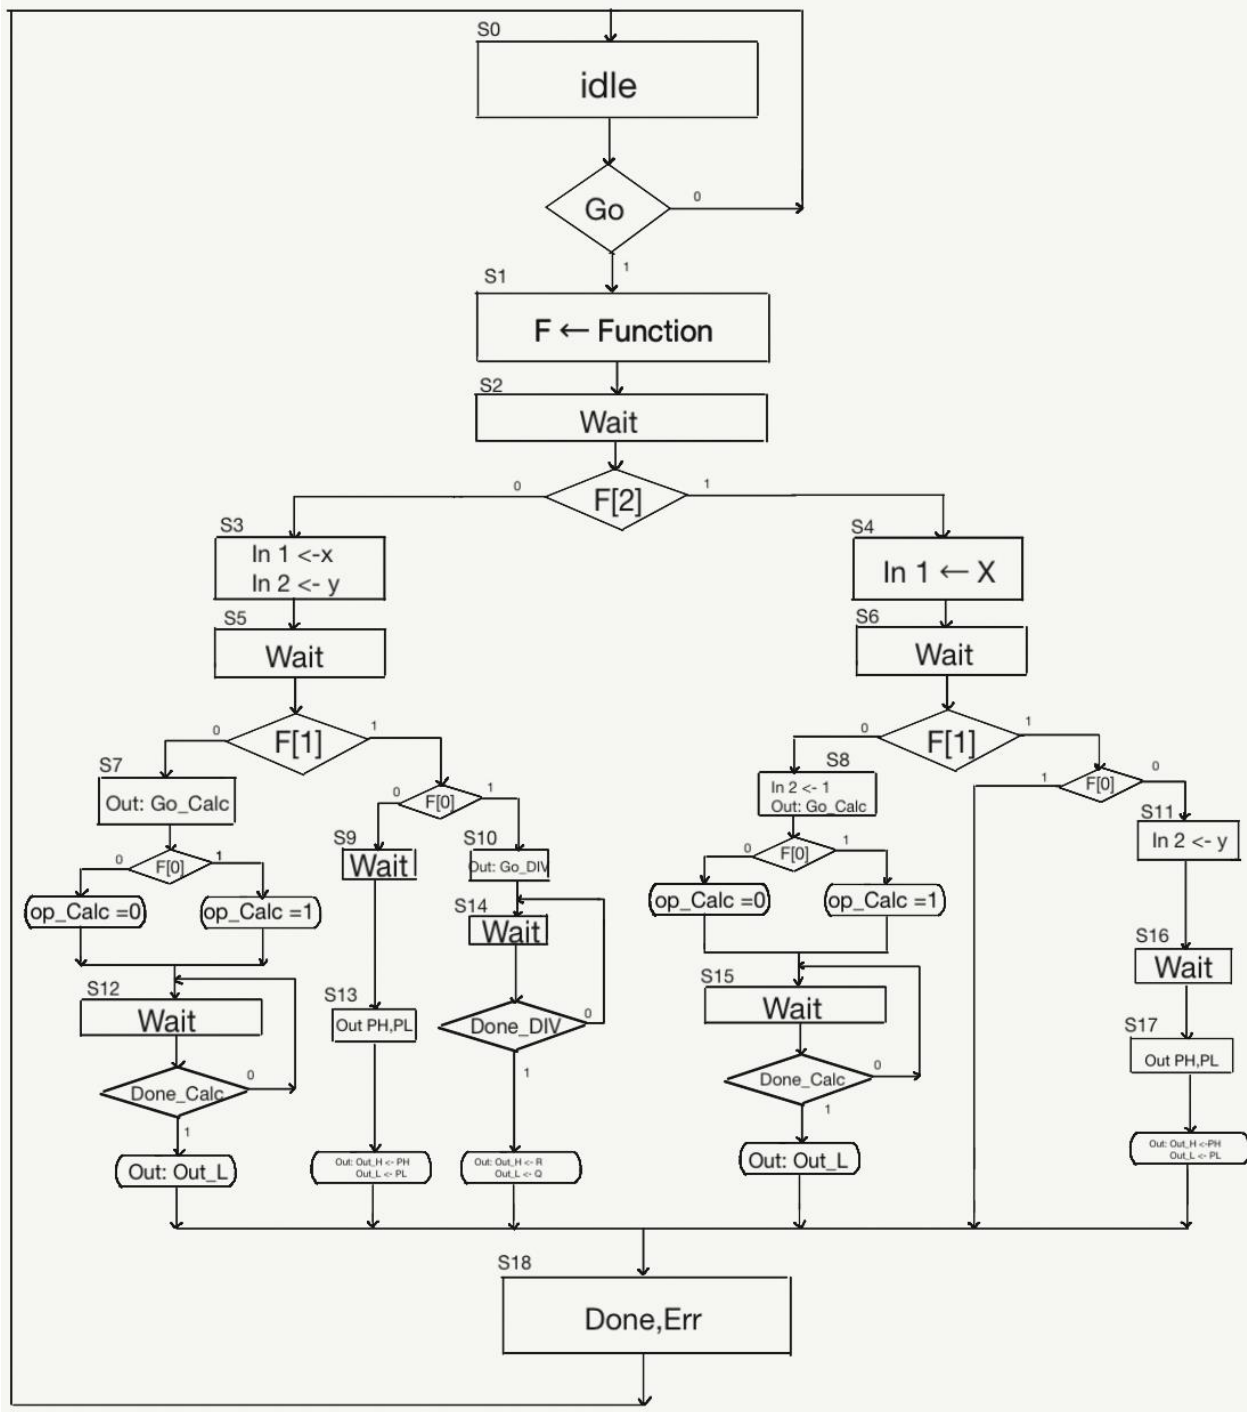 S0
idle
Go
0
1
S1
F ← Function
S2
Wait
0
F[2]
1
S3
In 1 <-x
In 2 <- y
S4
In 1 ← X
S5
Wait
S6
Wait
0
F[1]
1
0
F[1]
1
S7
Out: Go_Calc
0
F[0]
1
S8
In 2 <- 1
Out: Go_Calc
1
F[0]
0
S9
Wait
S10
Out: Go_DIV
S11
In 2 <- y
0
F[0]
1
op_Calc =0)
op_Calc =1)
0
F[0]
1
op_Calc =0)
op_Calc =1)
S14
Wait
S12
Wait
S13
Out PH,PL
Done_DIV
0
1
S15
Wait
S16
Wait
S17
Out PH,PL
Done_Calc
0
1
Done_Calc
0
1
Out: Out_L
Out: Out_H <- PH
Out_L <- PL
Out: Out_H <- R
Out_L <- Q
Out: Out_L
Out: Out_H <-PH
Out_L <- PL
S18
Done,Err